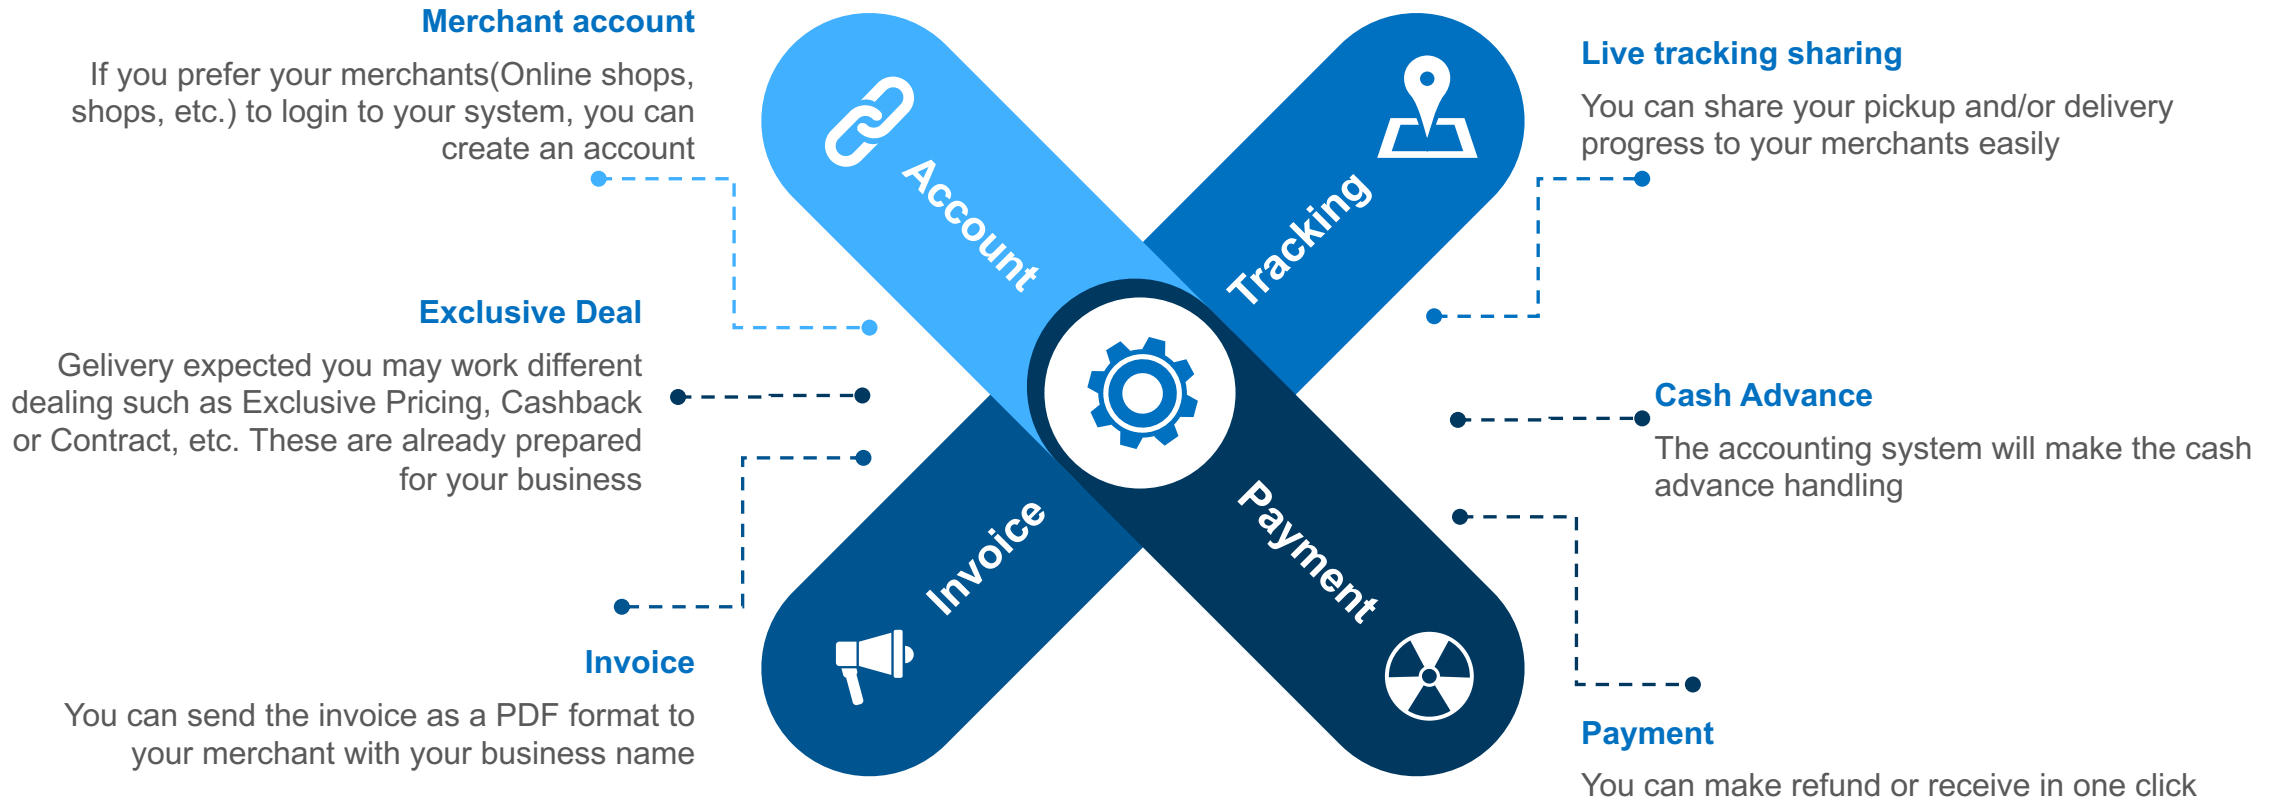 Merchant account
If you prefer your merchants(Online shops,
shops, etc.) to login to your system, you can
create an account
Exclusive Deal
Gelivery expected you may work different
dealing such as Exclusive Pricing, Cashback
or Contract, etc. These are already prepared
for your business
Invoice
You can send the invoice as a PDF format to
your merchant with your business name
Account
Tracking
Invoice
Payment
Live tracking sharing
You can share your pickup and/or delivery
progress to your merchants easily
Cash Advance
The accounting system will make the cash
advance handling
Payment
You can make refund or receive in one click